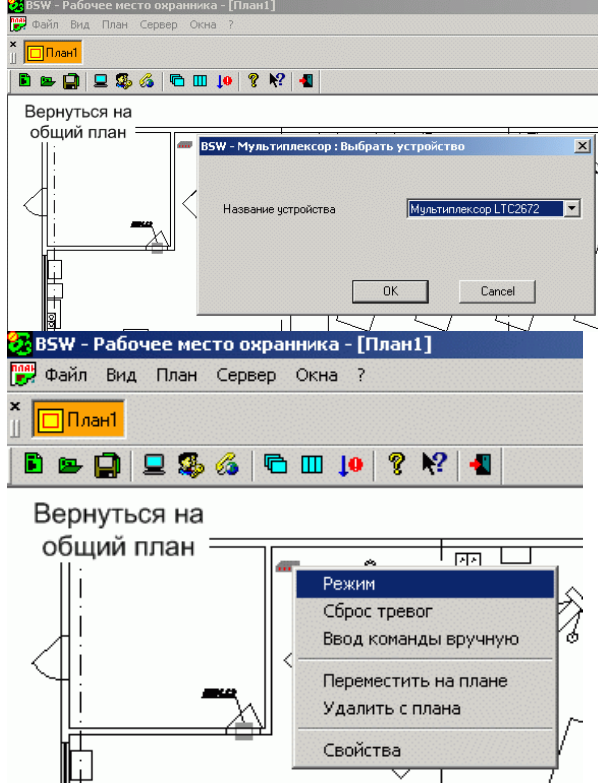 BSW - Рабочее место охранника - [План1]
Файл Вид План Сервер Окна ?
План1
Вернуться на
общий план
BSW - Мультиплексор : Выбрать устройство
Название устройства
Мультиплексор LTC2672
OK
Cancel
BSW - Рабочее место охранника - [План1]
Файл Вид План Сервер Окна ?
План1
Вернуться на
общий план
Режим
Сброс тревог
Ввод команды вручную
Переместить на плане
Удалить с плана
Свойства